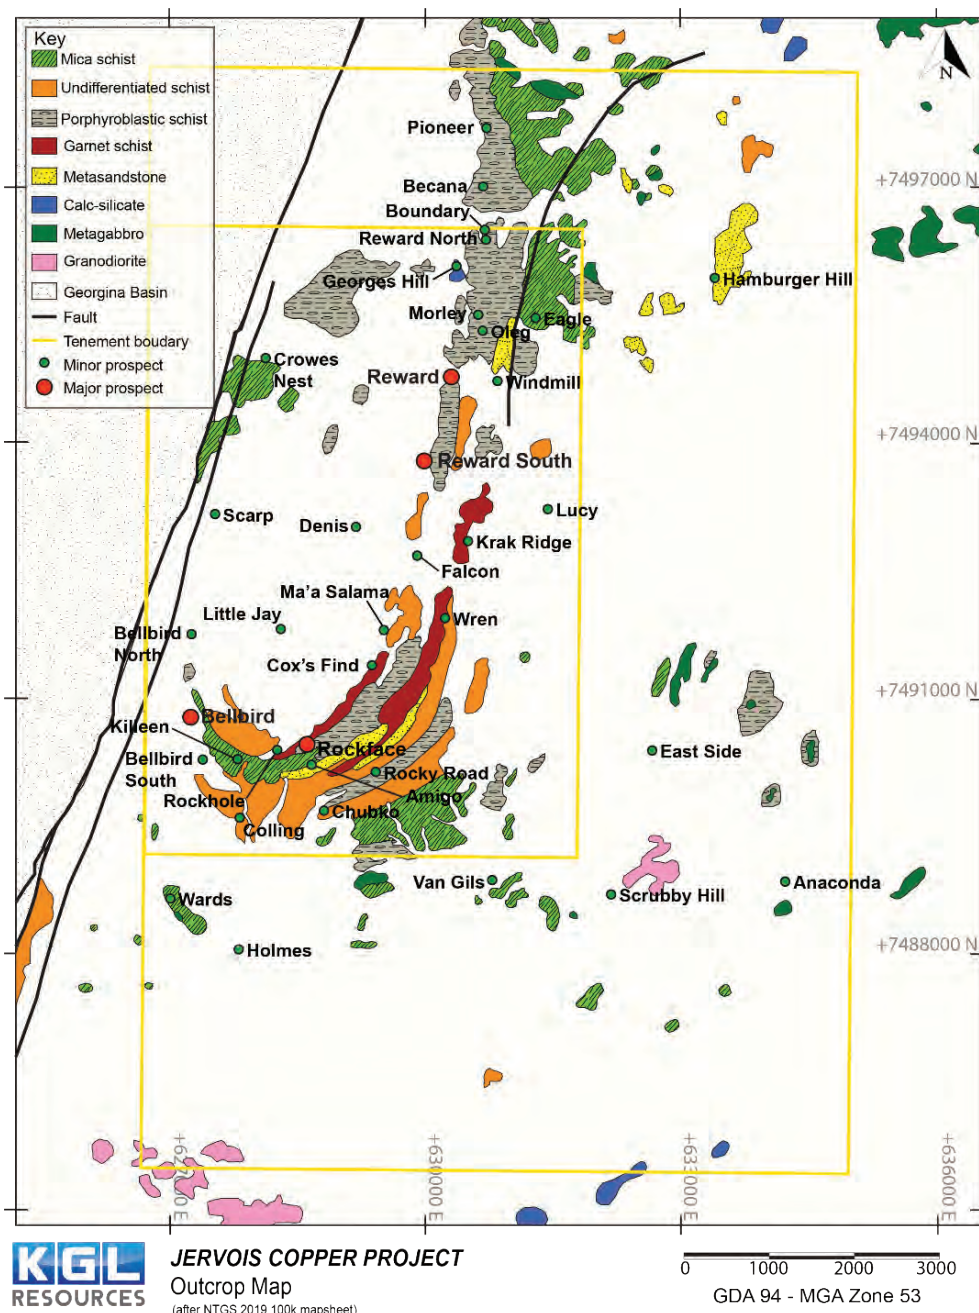 Key
Mica schist
Undifferentiated schist
Porphyroblastic schist
Garnet schist
Metasandstone
Calc-silicate
Metagabbro
Granodiorite
Georgina Basin
Fault
Tenement boudary
Minor prospect
Major prospect
N
Pioneer
+7497000 N
Becana
Boundary
Reward North
Georges Hill
Hamburger Hill
Morley
Eagle
Oleg
Crowes
Nest
Reward
Windmill
+7494000 N
Reward South
Scarp
Lucy
Denis
Krak Ridge
Falcon
Ma'a Salama
Little Jay
Wren
Bellbird
North
Cox's Find
+7491000 N
Bellbird
Killeen
Rockface
East Side
Bellbird
South
Rocky Road
Rockhole
Amigo
Chubko
Colling
Van Gils
Anaconda
Scrubby Hill
Wards
Holmes
+7488000 N
+627000 E
+630000 E
+633000 E
+636000 E
KGL
RESOURCES
JERVOIS COPPER PROJECT
Outcrop Map
(after NTGS 2019 100k mapsheet)
0 1000 2000 3000
GDA 94 - MGA Zone 53